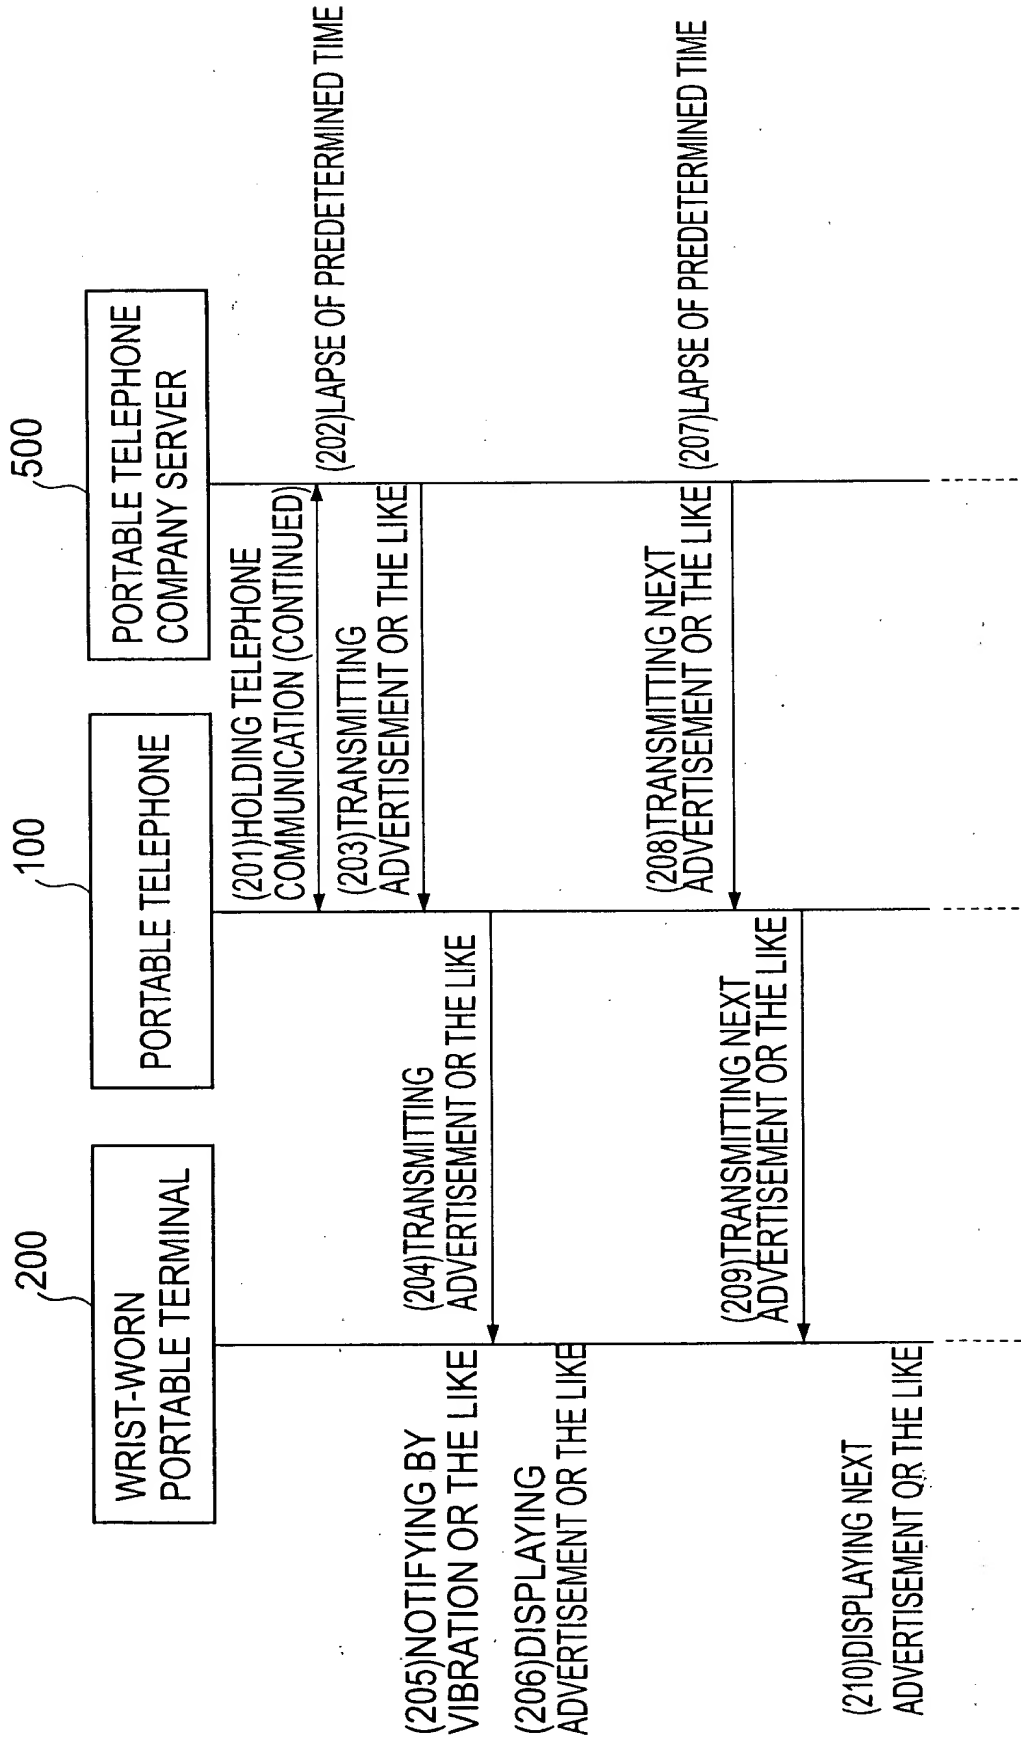 200
WRIST-WORN
PORTABLE TERMINAL
100
PORTABLE TELEPHONE
500
PORTABLE TELEPHONE
COMPANY SERVER
(201)HOLDING TELEPHONE
COMMUNICATION (CONTINUED)
(202)LAPSE OF PREDETERMINED TIME
(203)TRANSMITTING
ADVERTISEMENT OR THE LIKE
(204)TRANSMITTING
ADVERTISEMENT OR THE LIKE
(205)NOTIFYING BY
VIBRATION OR THE LIKE
(206)DISPLAYING
ADVERTISEMENT OR THE LIKE
(207)LAPSE OF PREDETERMINED TIME
(208)TRANSMITTING NEXT
ADVERTISEMENT OR THE LIKE
(209)TRANSMITTING NEXT
ADVERTISEMENT OR THE LIKE
(210)DISPLAYING NEXT
ADVERTISEMENT OR THE LIKE